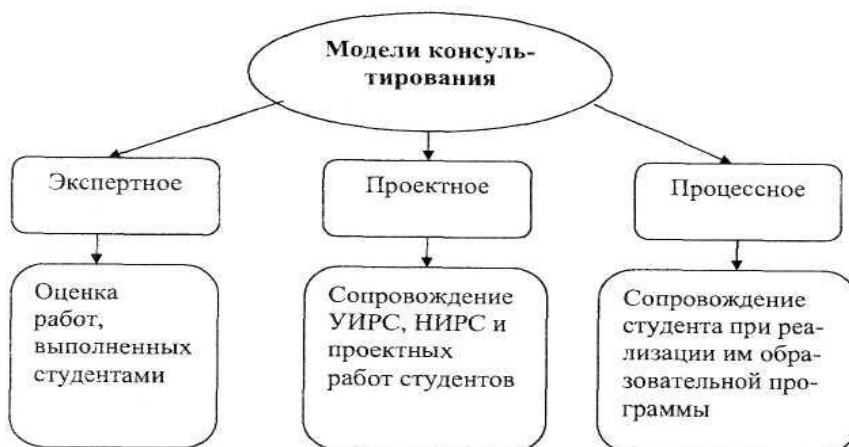 Модели консуль-
тирования
Экспертное
Проектное
Процессное
Оценка
работ,
выполненных
студентами
Сопровождение
УИРС, НИРС и
проектных
работ студентов
Сопровождение
студента при реа-
лизации им обра-
зовательной про-
граммы